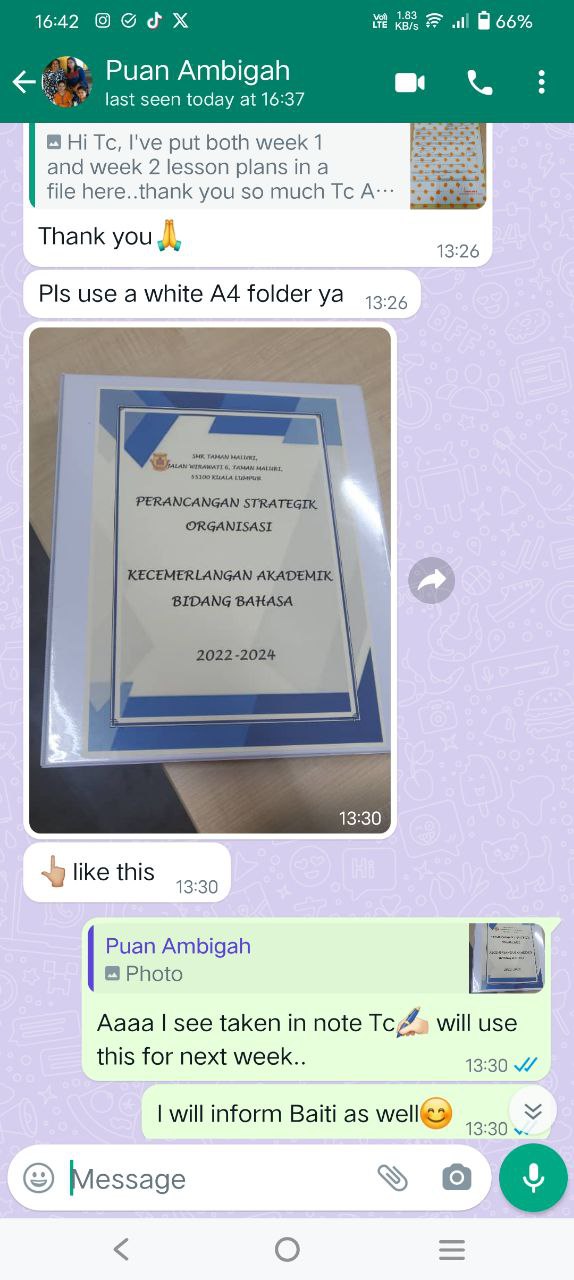 16:42
VoI) LTE 1.83 KB/s 66%
Puan Ambigah
last seen today at 16:37
Hi Tc, I've put both week 1
and week 2 lesson plans in a
file here..thank you so much Tc A···
Thank you🙏
13:26
Pls use a white A4 folder ya 13:26
SMK TAMAN MALURI,
JALAN WIRAWATI 6, TAMAN MALURI,
55100 KUALA LUMPUR
PERANCANGAN STRATEGIK
ORGANISASI
KECEMERLANGAN AKADEMIK
BIDANG BAHASA
2022-2024
13:30
👆🏼 like this 13:30
Puan Ambigah
Photo
Aaaa I see taken in note Tc✍🏻 will use
this for next week..
13:30
I will inform Baiti as well😊 13:30
Message